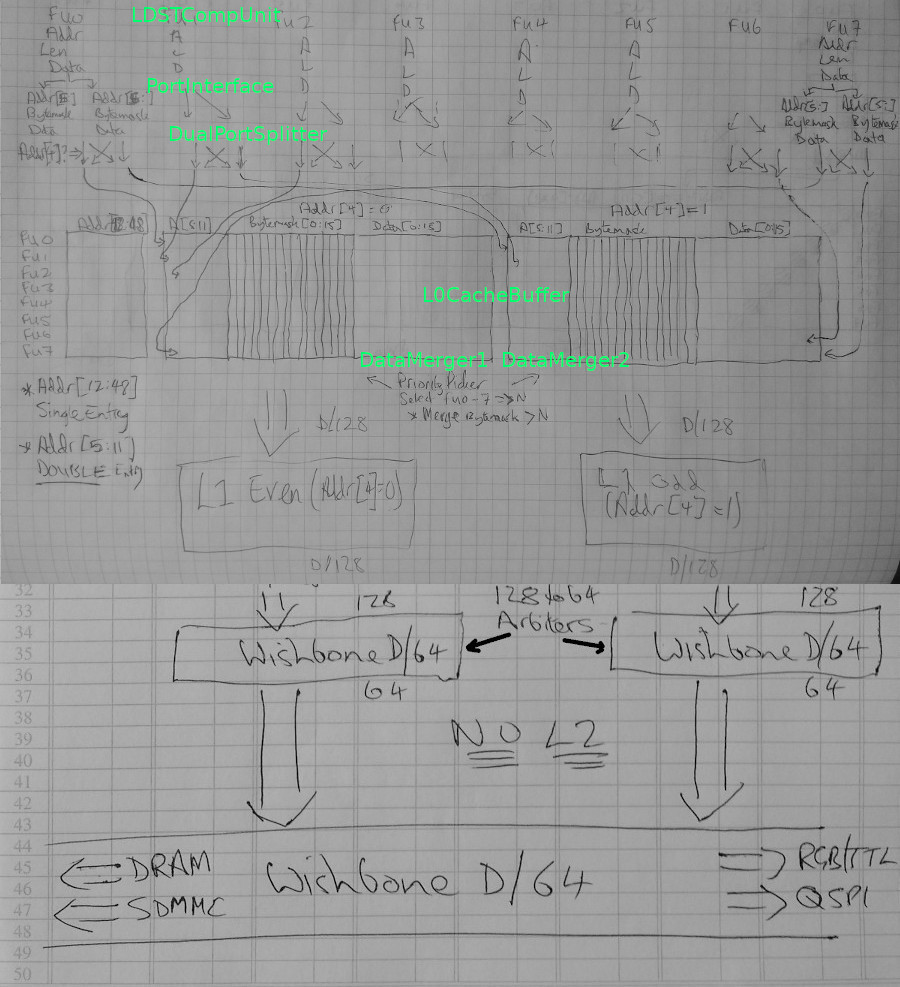 LDSTCompUnit
FU0 FU2 FU3 FU4 FU5 FU6 FU7
Addr A A A A A Addr
Len L L L L L Len
Data D D D D D Data
PortInterface
Addr[5:] Addr[5:] Addr[5:] Addr[5:]
Bytemask Bytemask Bytemask Bytemask
Data Data Data Data
DualPortSplitter
Addr[4]?⇒
Addr[4]=0 Addr[4]=1
Addr[12:48] A[5:11] Bytemask[0:15] Data[0:15] A[5:11] Bytemask Data[0:15]
FU0
FU1
FU2
FU3
FU4
FU5
FU6
FU7
L0CacheBuffer
DataMerger1 DataMerger2
* Addr[12:48]
Single Entry
* Addr[5:11]
DOUBLE Entry
Priority Picker
Select FU0-7 => N
* Merge Bytemask > N
D/128 D/128
L1 Even (Addr[4]=0)
L1 odd
(Addr[4]=1)
D/128 D/128
128 128to64 128
Arbiters
Wishbone D/64 Wishbone D/64
64 64
NO L2
DRAM Wishbone D/64 RGB/TTL
SDMMC QSPI
32
33
34
35
36
37
38
39
40
41
42
43
44
45
46
47
48
49
50